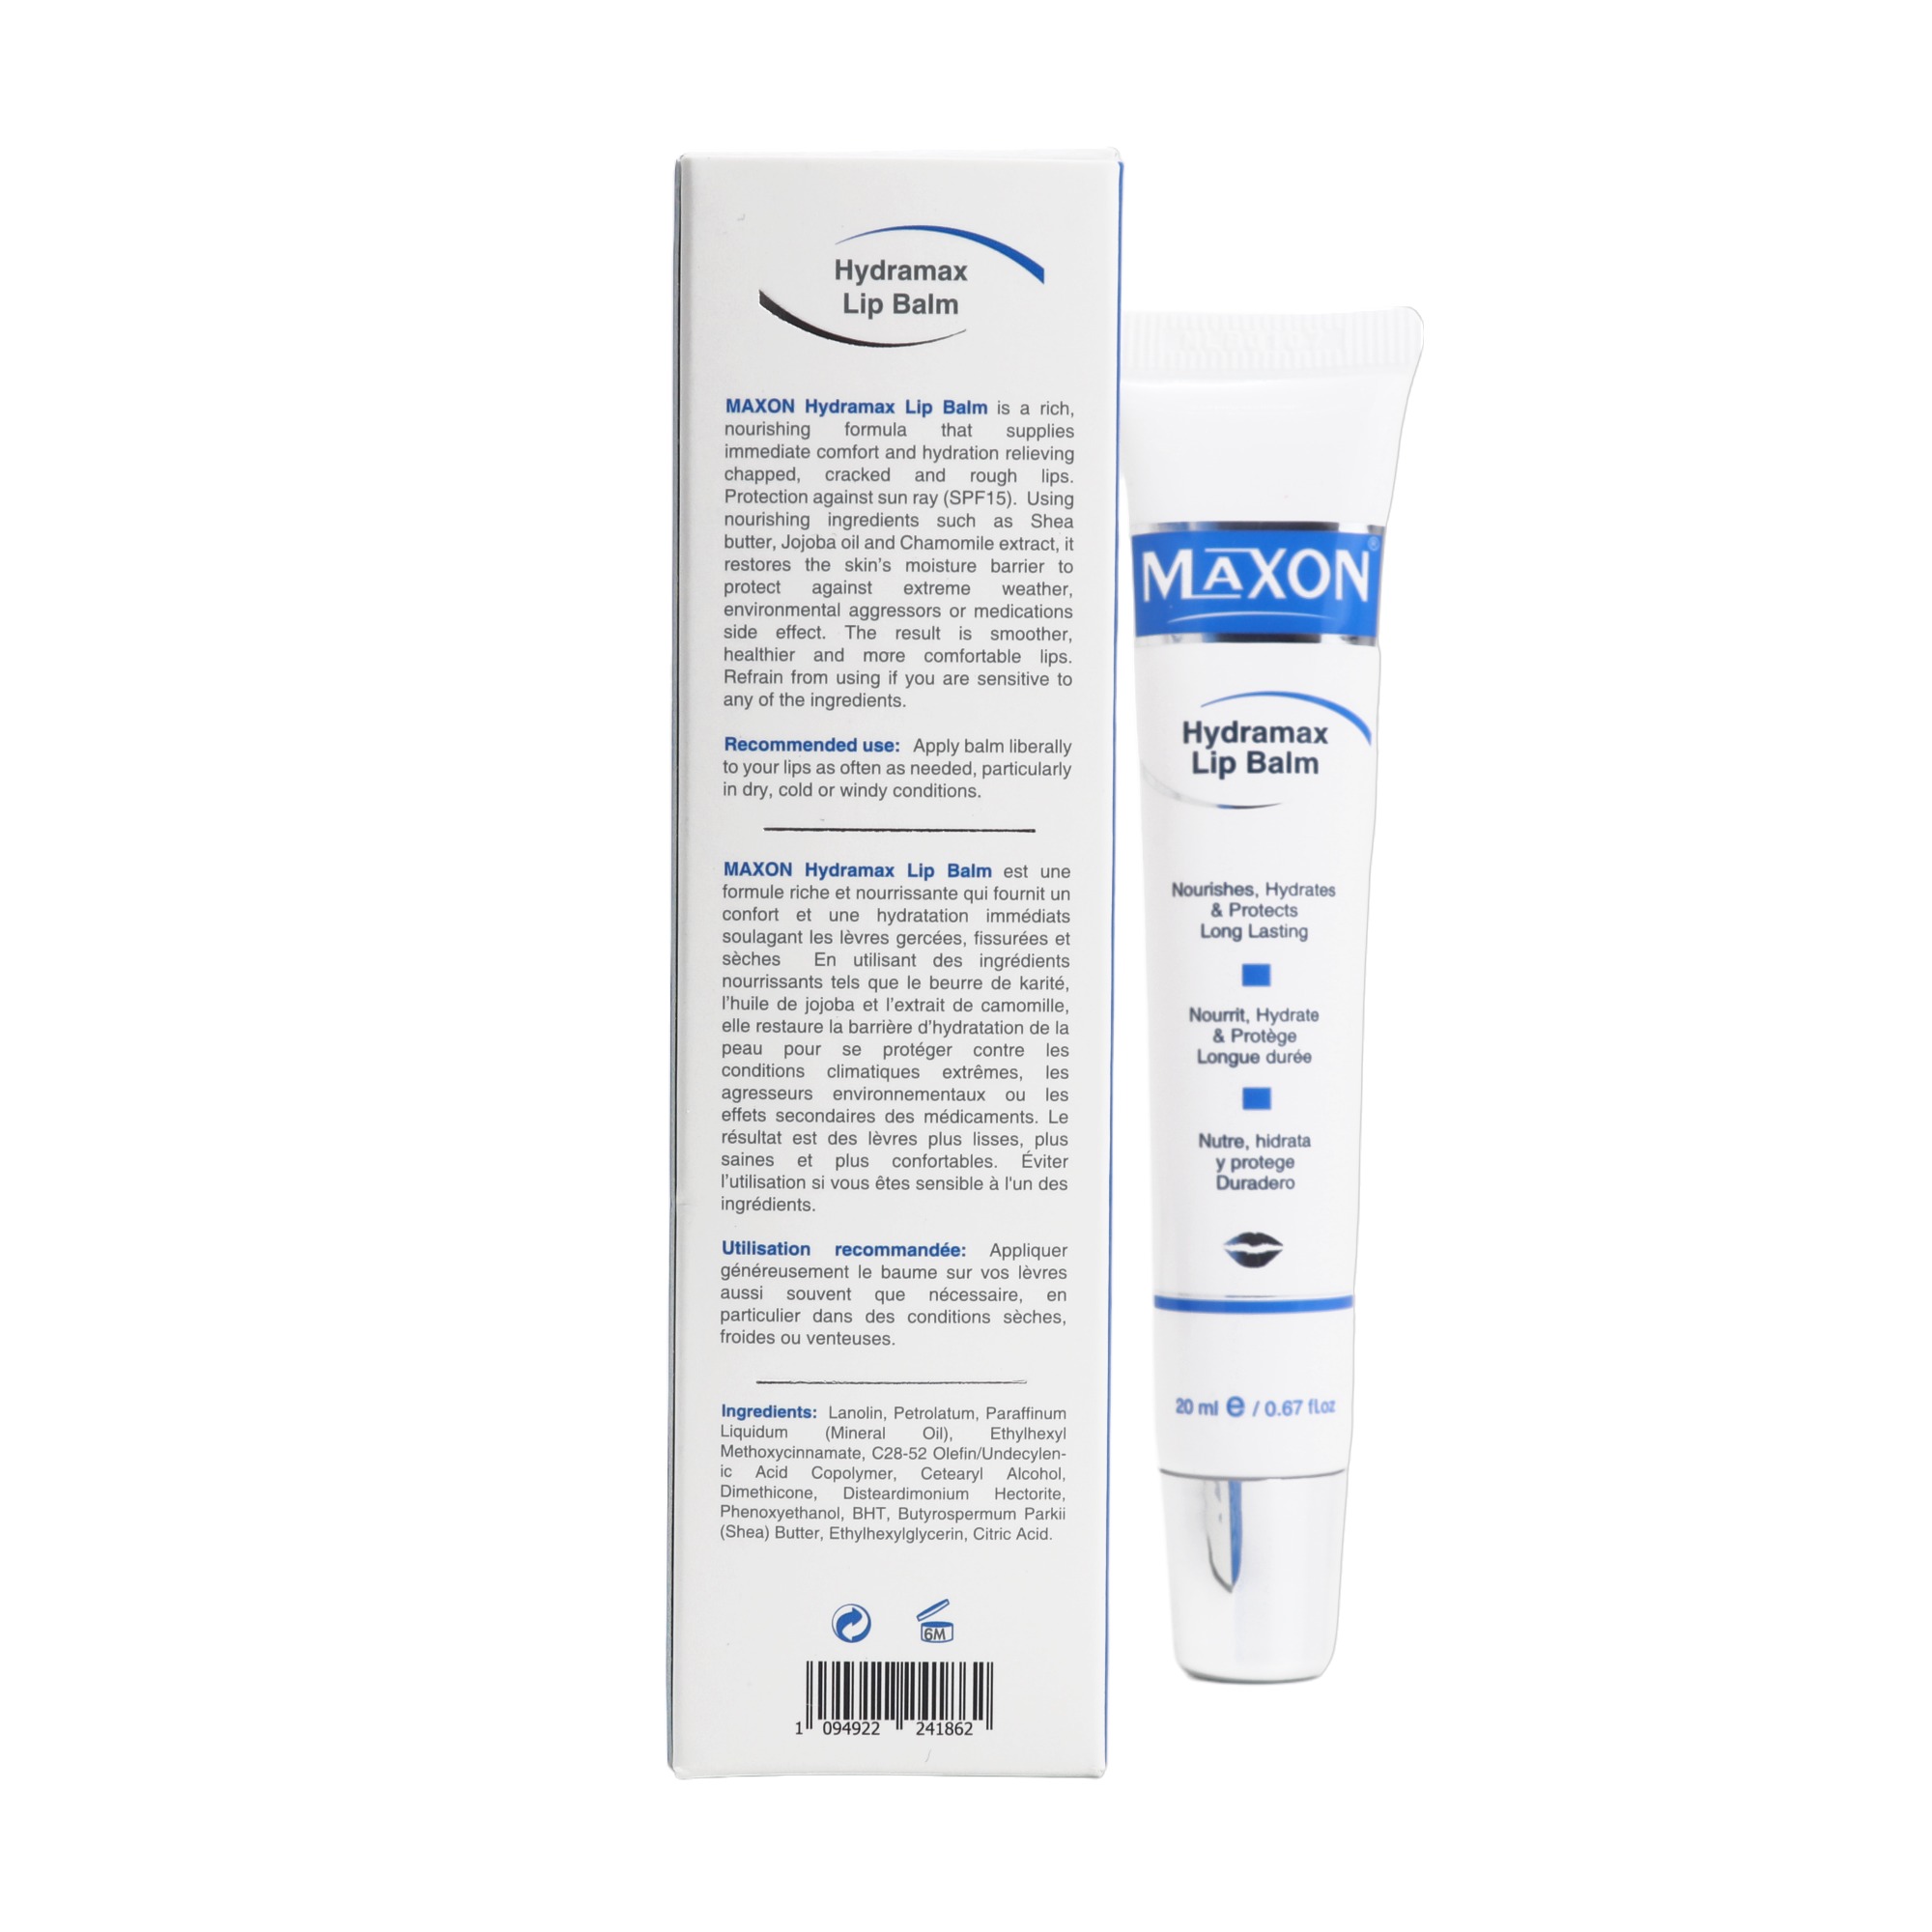 Hydramax
Lip Balm
MAXON Hydramax Lip Balm is a rich,
nourishing formula that supplies
immediate comfort and hydration relieving
chapped, cracked and rough lips.
Protection against sun ray (SPF15). Using
nourishing ingredients such as Shea
butter, Jojoba oil and Chamomile extract, it
restores the skin's moisture barrier to
protect against extreme weather,
environmental aggressors or medications
side effect. The result is smoother,
healthier and more comfortable lips.
Refrain from using if you are sensitive to
any of the ingredients.
Recommended use: Apply balm liberally
to your lips as often as needed, particularly
in dry, cold or windy conditions.
MAXON Hydramax Lip Balm est une
formule riche et nourrissante qui fournit un
confort et une hydratation immédiats
soulagant les lèvres gercées, fissurées et
sèches En utilisant des ingrédients
nourrissants tels que le beurre de karité,
l'huile de jojoba et l'extrait de camomille,
elle restaure la barrière d'hydratation de la
peau pour se protéger contre les
conditions climatiques extrêmes, les
agresseurs environnementaux ou les
effets secondaires des médicaments. Le
résultat est des lèvres plus lisses, plus
saines et plus confortables. Éviter
l'utilisation si vous êtes sensible à l'un des
ingrédients.
Utilisation recommandée: Appliquer
généreusement le baume sur vos lèvres
aussi souvent que nécessaire, en
particulier dans des conditions sèches,
froides ou venteuses.
Ingredients: Lanolin, Petrolatum, Paraffinum
Liquidum (Mineral Oil), Ethylhexyl
Methoxycinnamate, C28-52 Olefin/Undecylen-
ic Acid Copolymer, Cetearyl Alcohol,
Dimethicone, Disteardimonium Hectorite,
Phenoxyethanol, BHT, Butyrospermum Parkii
(Shea) Butter, Ethylhexylglycerin, Citric Acid.
6M
1 094922 241862
MAXON®
Hydramax
Lip Balm
Nourishes, Hydrates
& Protects
Long Lasting
Nourrit, Hydrate
& Protège
Longue durée
Nutre, hidrata
y protege
Duradero
20 ml e / 0.67 fl.oz